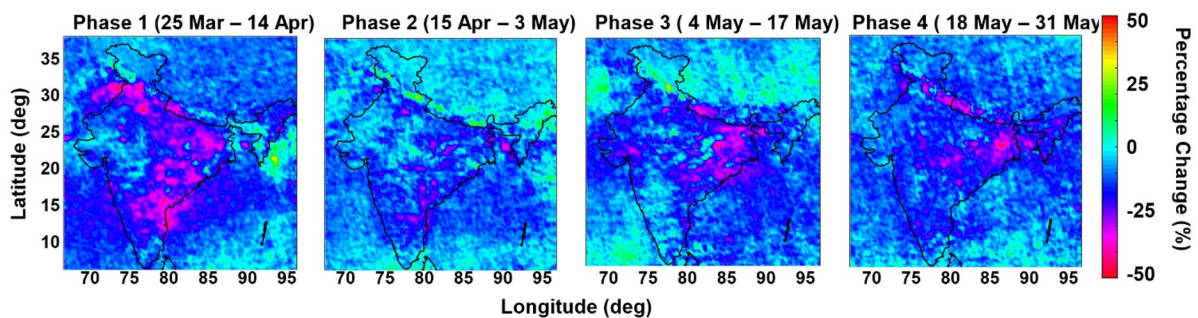 Phase 1 (25 Mar – 14 Apr) Phase 2 (15 Apr – 3 May) Phase 3 ( 4 May – 17 May) Phase 4 ( 18 May – 31 May
Latitude (deg)
35
30
25
20
15
10
70 75 80 85 90 95
70 75 80 85 90 95
70 75 80 85 90 95
70 75 80 85 90 95
Longitude (deg)
50
25
0
-25
-50
Percentage Change (%)